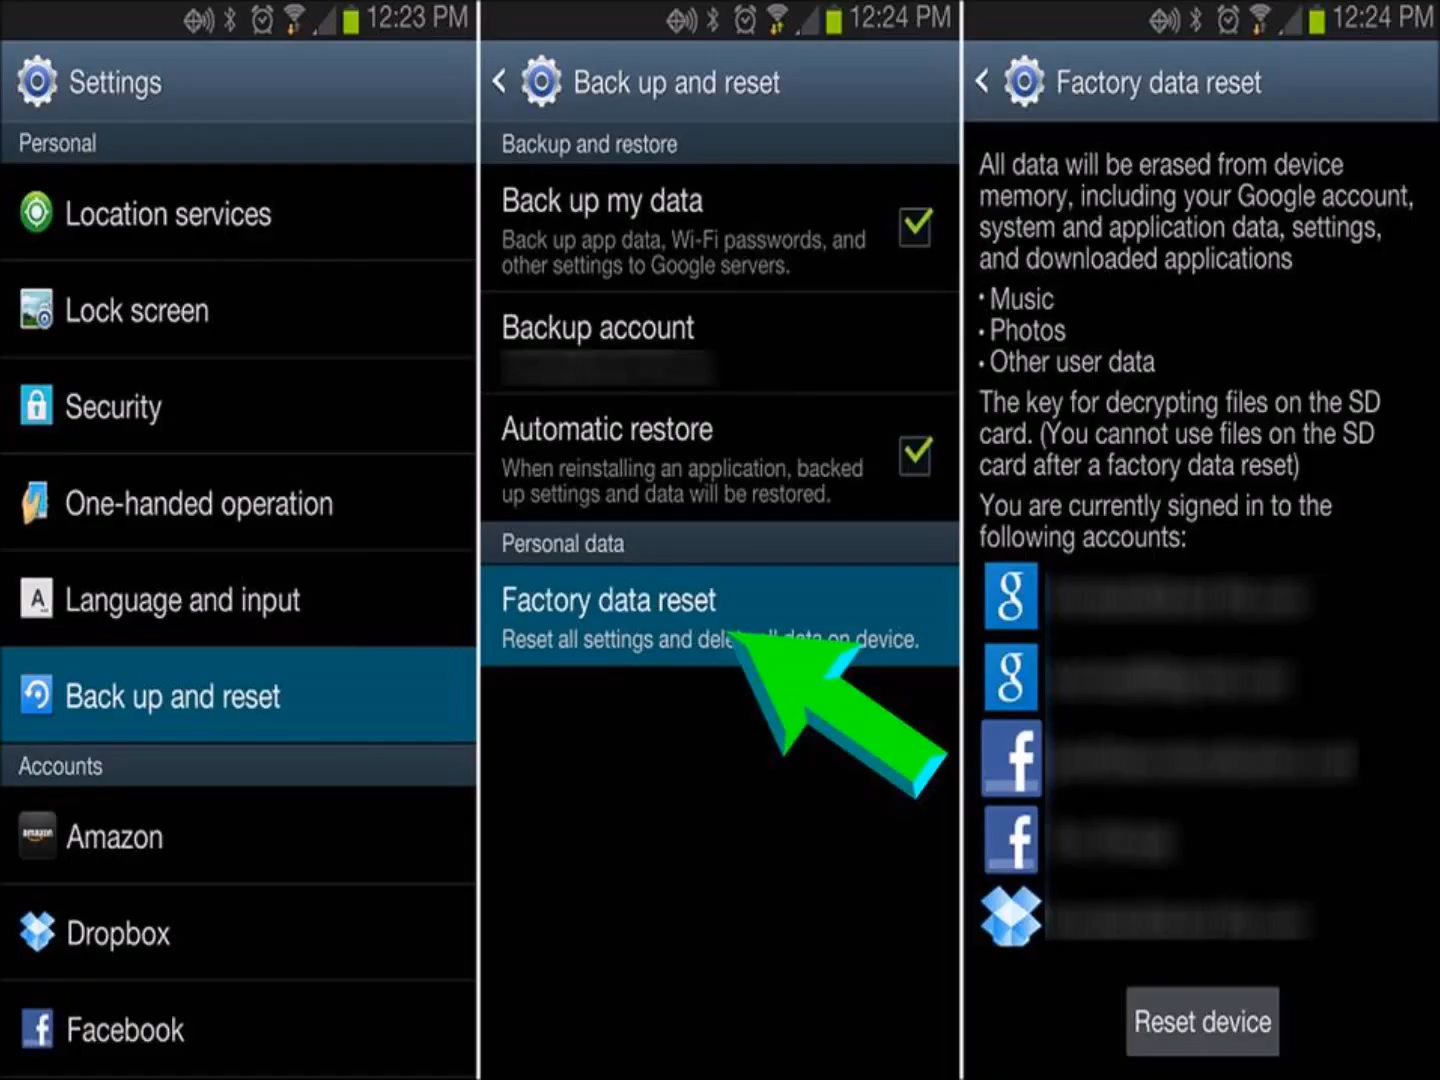 12:23 PM
Settings
Personal
Location services
Lock screen
Security
One-handed operation
Language and input
Back up and reset
Accounts
amazon
Amazon
Dropbox
Facebook
12:24 PM
Back up and reset
Backup and restore
Back up my data
Back up app data, Wi-Fi passwords, and
other settings to Google servers.
Backup account
Automatic restore
When reinstalling an application, backed
up settings and data will be restored.
Personal data
Factory data reset
Reset all settings and delete all data on device.
12:24 PM
Factory data reset
All data will be erased from device
memory, including your Google account,
system and application data, settings,
and downloaded applications
• Music
• Photos
• Other user data
The key for decrypting files on the SD
card. (You cannot use files on the SD
card after a factory data reset)
You are currently signed in to the
following accounts:
Reset device